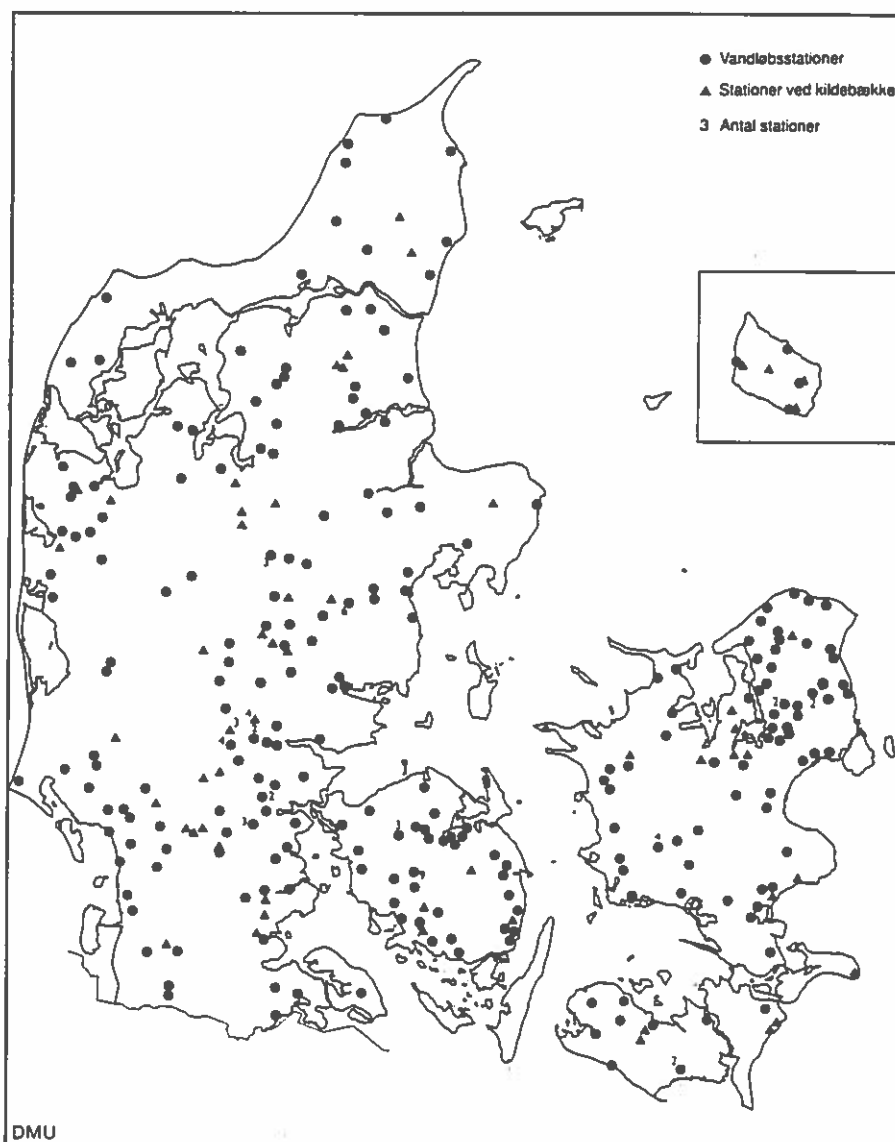 ● Vandløbsstationer
▲ Stationer ved kildebække
3 Antal stationer
DMU